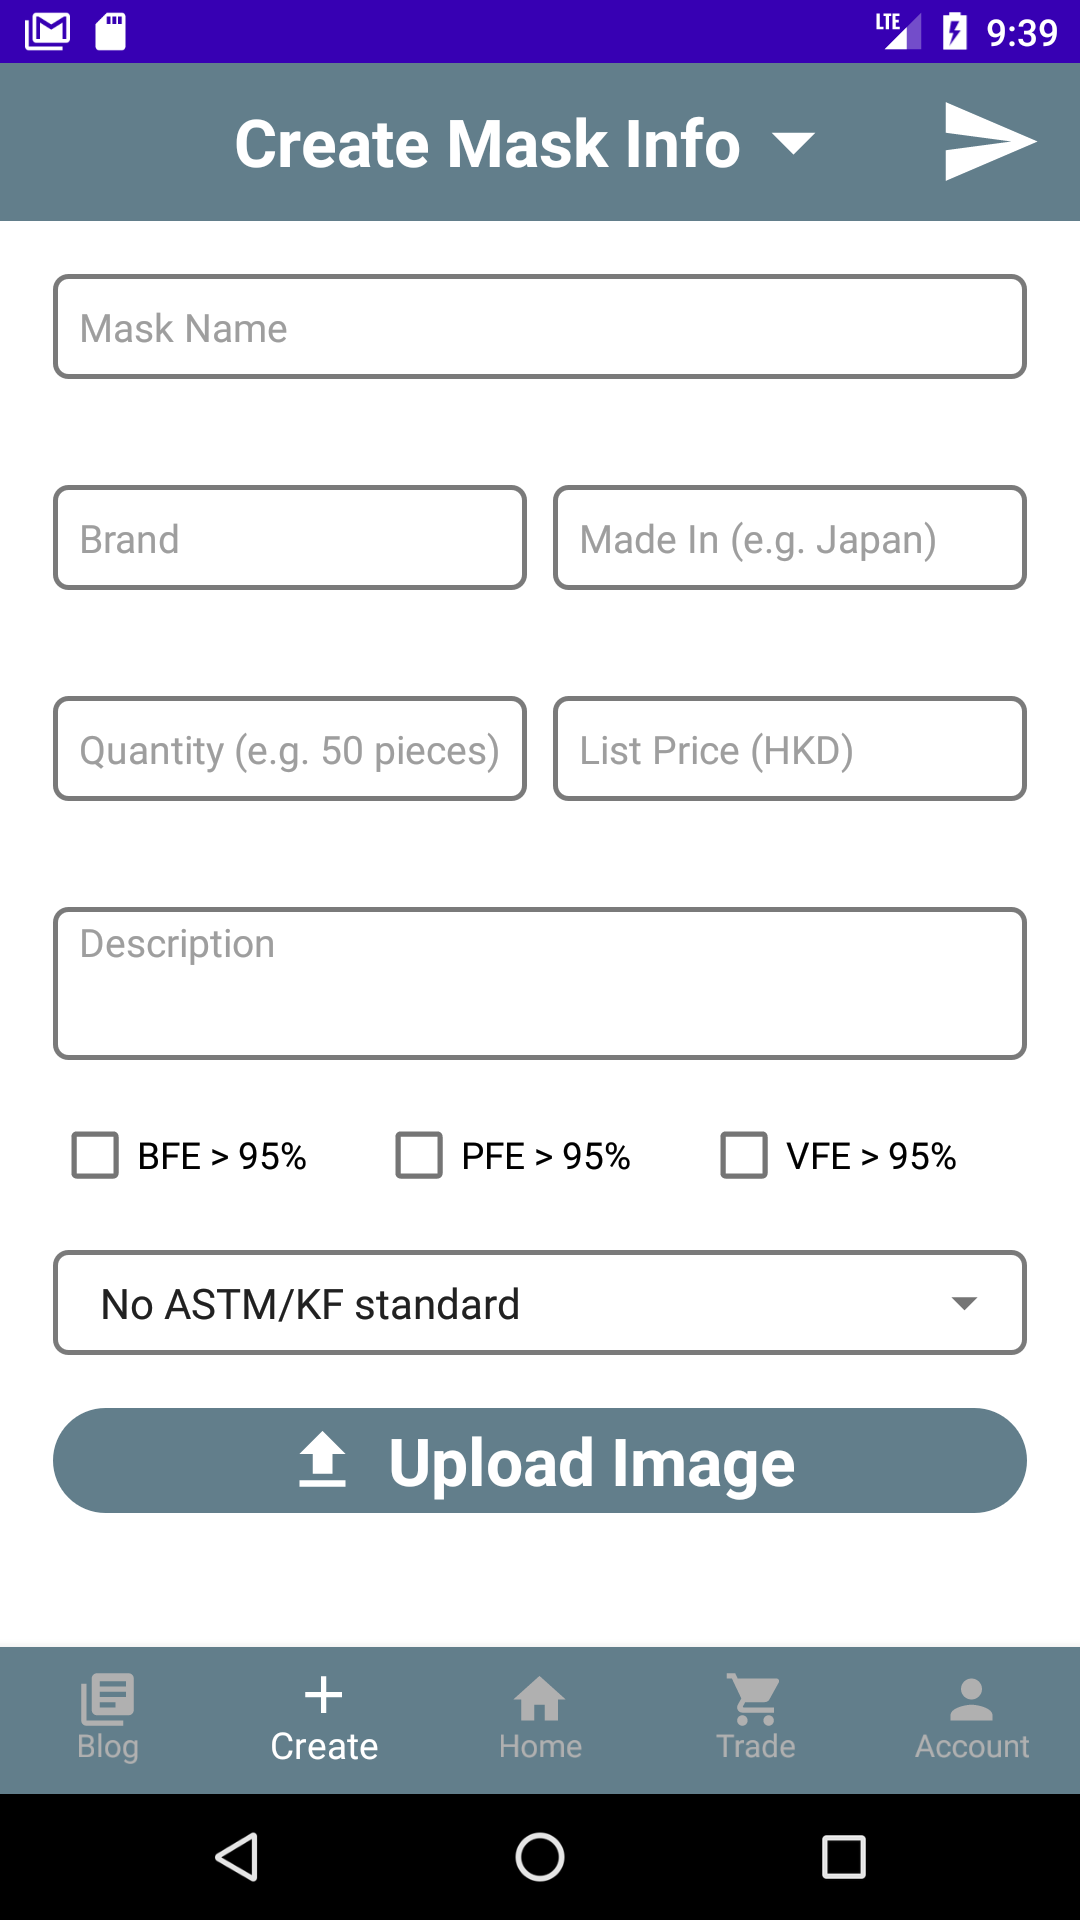 LTE 9:39
Create Mask Info
Mask Name
Brand
Made In (e.g. Japan)
Quantity (e.g. 50 pieces)
List Price (HKD)
Description
BFE > 95%
PFE > 95%
VFE > 95%
No ASTM/KF standard
Upload Image
Blog
Create
Home
Trade
Account